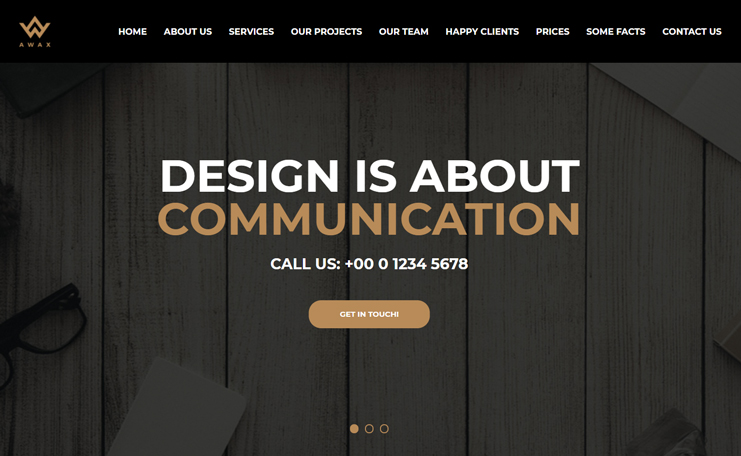 AWAX
HOME ABOUT US SERVICES OUR PROJECTS OUR TEAM HAPPY CLIENTS PRICES SOME FACTS CONTACT US
DESIGN IS ABOUT
COMMUNICATION
CALL US: +00 0 1234 5678
GET IN TOUCH!